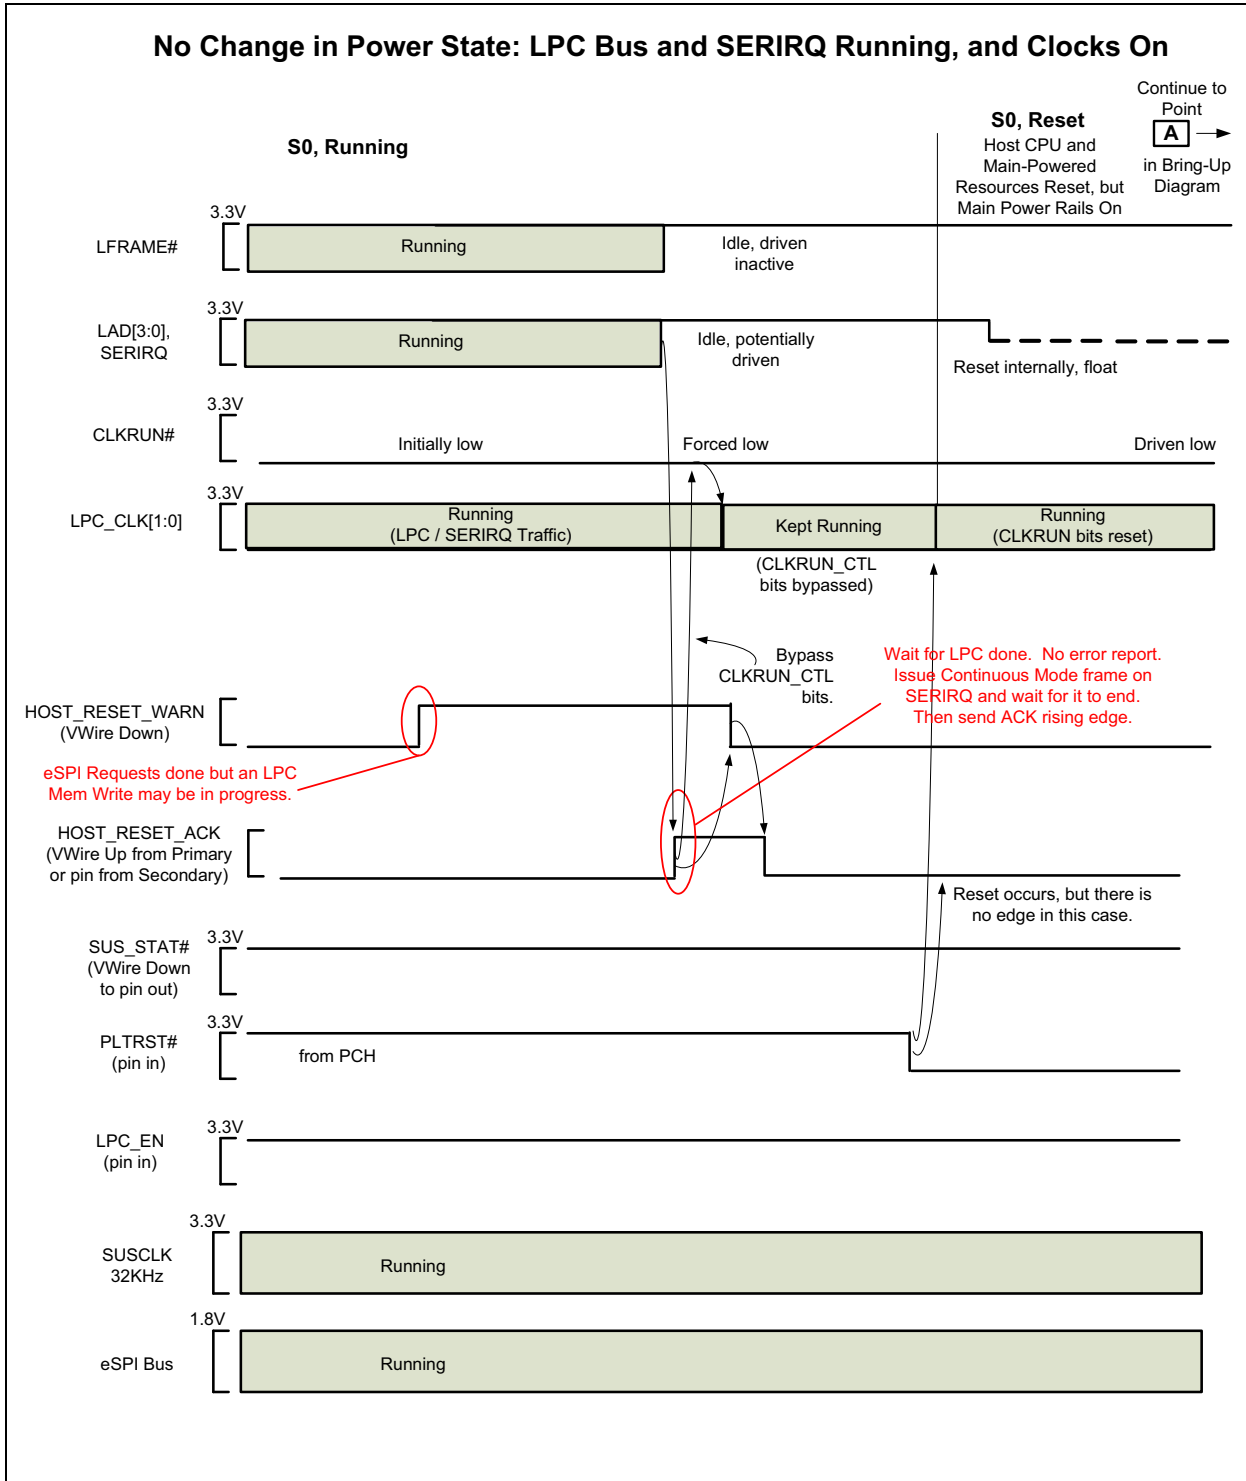 No Change in Power State: LPC Bus and SERIRQ Running, and Clocks On
Continue to
Point
A
in Bring-Up
Diagram
S0, Reset
Host CPU and
Main-Powered
Resources Reset, but
Main Power Rails On
S0, Running
3.3V
LFRAME#
Running
Idle, driven
inactive
3.3V
LAD[3:0],
SERIRQ
Running
Idle, potentially
driven
Reset internally, float
3.3V
CLKRUN#
Initially low
Forced low
Driven low
3.3V
LPC_CLK[1:0]
Running
(LPC / SERIRQ Traffic)
Kept Running
(CLKRUN_CTL
bits bypassed)
Running
(CLKRUN bits reset)
Bypass
CLKRUN_CTL
bits.
Wait for LPC done.  No error report.
Issue Continuous Mode frame on
SERIRQ and wait for it to end.
Then send ACK rising edge.
HOST_RESET_WARN
(VWire Down)
eSPI Requests done but an LPC
Mem Write may be in progress.
HOST_RESET_ACK
(VWire Up from Primary
or pin from Secondary)
Reset occurs, but there is
no edge in this case.
3.3V
SUS_STAT#
(VWire Down
to pin out)
3.3V
PLTRST#
(pin in)
from PCH
3.3V
LPC_EN
(pin in)
3.3V
SUSCLK
32KHz
Running
1.8V
eSPI Bus
Running